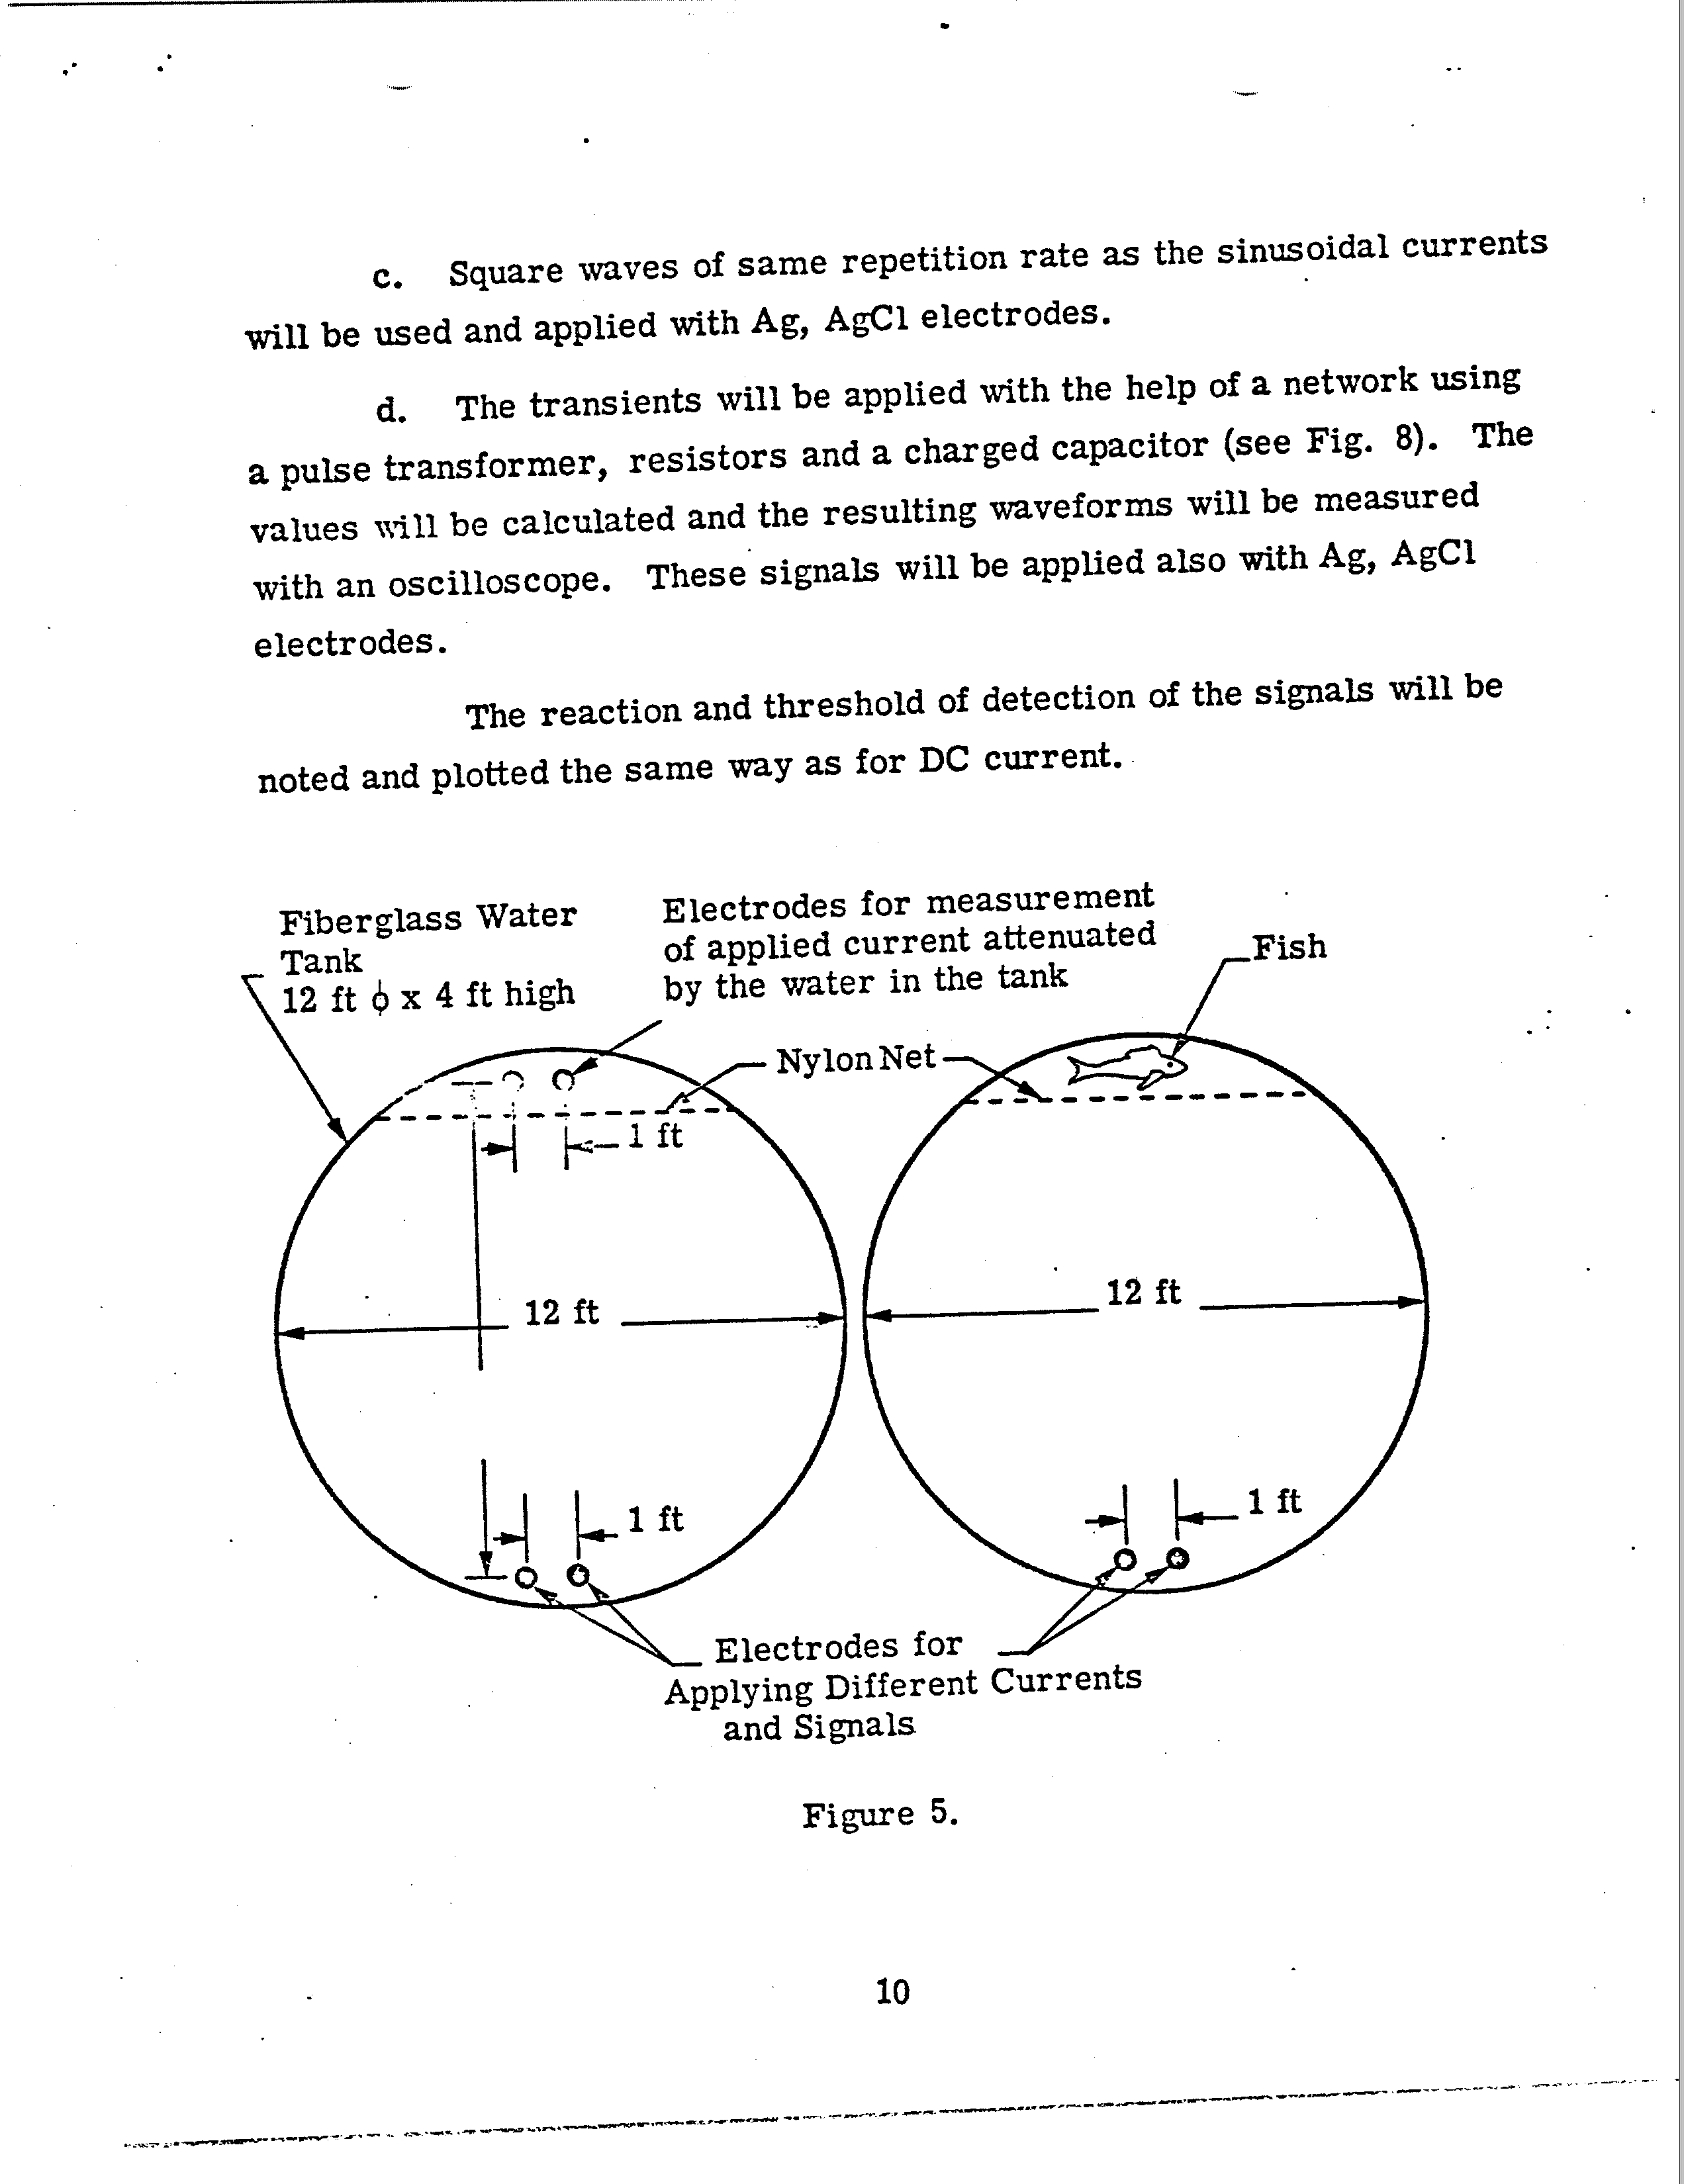 c. Square waves of same repetition rate as the sinusoidal currents
will be used and applied with Ag, AgCl electrodes.
d. The transients will be applied with the help of a network using
a pulse transformer, resistors and a charged capacitor (see Fig. 8). The
values will be calculated and the resulting waveforms will be measured
with an oscilloscope. These signals will be applied also with Ag, AgCl
electrodes.
The reaction and threshold of detection of the signals will be
noted and plotted the same way as for DC current.
Fiberglass Water
Tank
12 ft ϕ x 4 ft high
Electrodes for measurement
of applied current attenuated
by the water in the tank
Fish
Nylon Net
1 ft
12 ft
12 ft
1 ft
1 ft
Electrodes for
Applying Different Currents
and Signals
Figure 5.
10